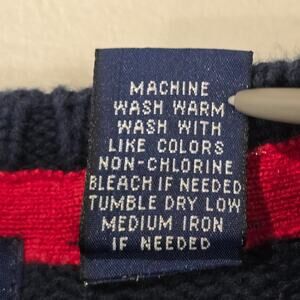 MACHINE
WASH WARM
WASH WITH
LIKE COLORS
NON-CHLORINE
BLEACH IF NEEDED
TUMBLE DRY LOW
MEDIUM IRON
IF NEEDED